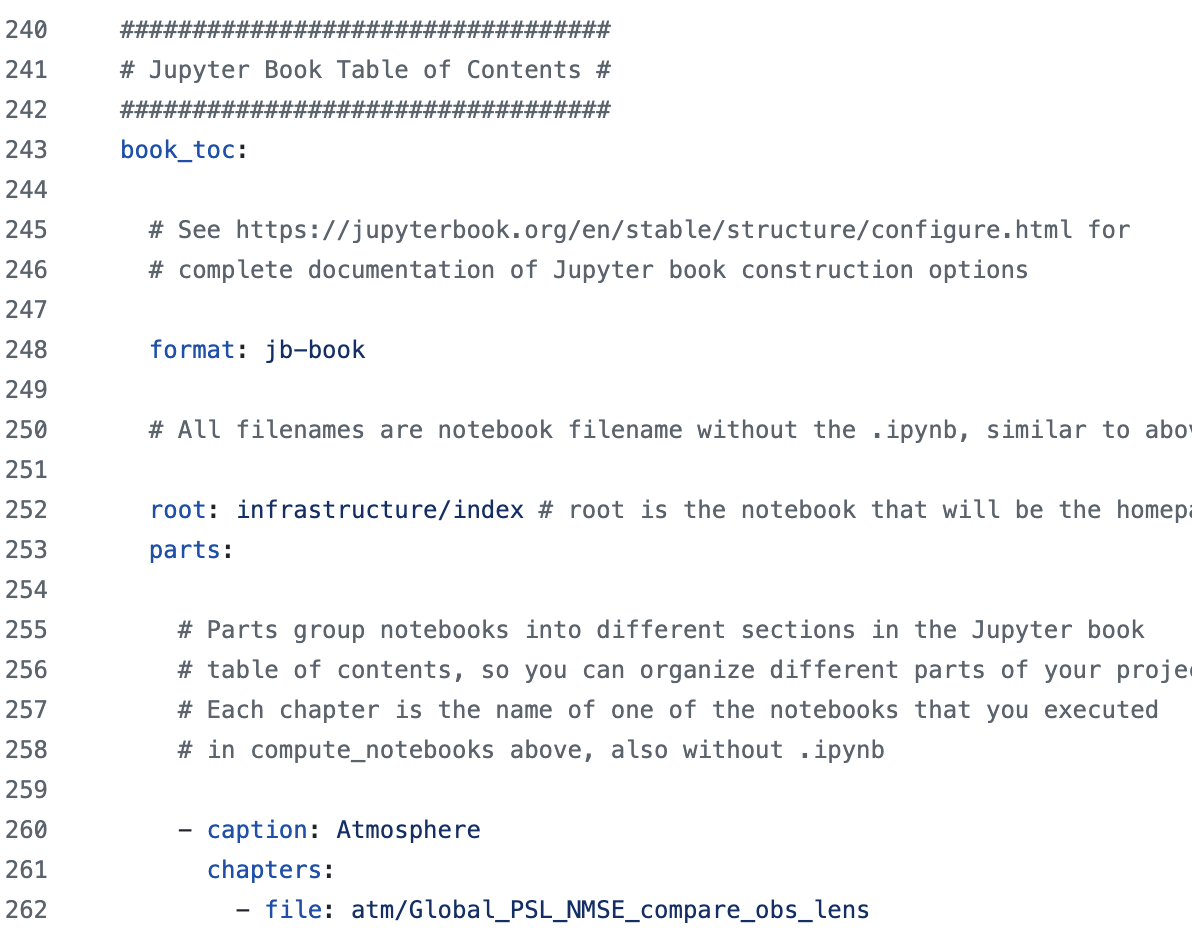 240 ##################################
241 # Jupyter Book Table of Contents #
242 ##################################
243 book_toc:
244
245 # See https://jupyterbook.org/en/stable/structure/configure.html for
246 # complete documentation of Jupyter book construction options
247
248 format: jb-book
249
250 # All filenames are notebook filename without the .ipynb, similar to
251
252 root: infrastructure/index # root is the notebook that will be the
253 parts:
254
255 # Parts group notebooks into different sections in the Jupyter book
256 # table of contents, so you can organize different parts of your
257 # Each chapter is the name of one of the notebooks that you executed
258 # in compute_notebooks above, also without .ipynb
259
260 - caption: Atmosphere
261 chapters:
262 - file: atm/Global_PSL_NMSE_compare_obs_lens